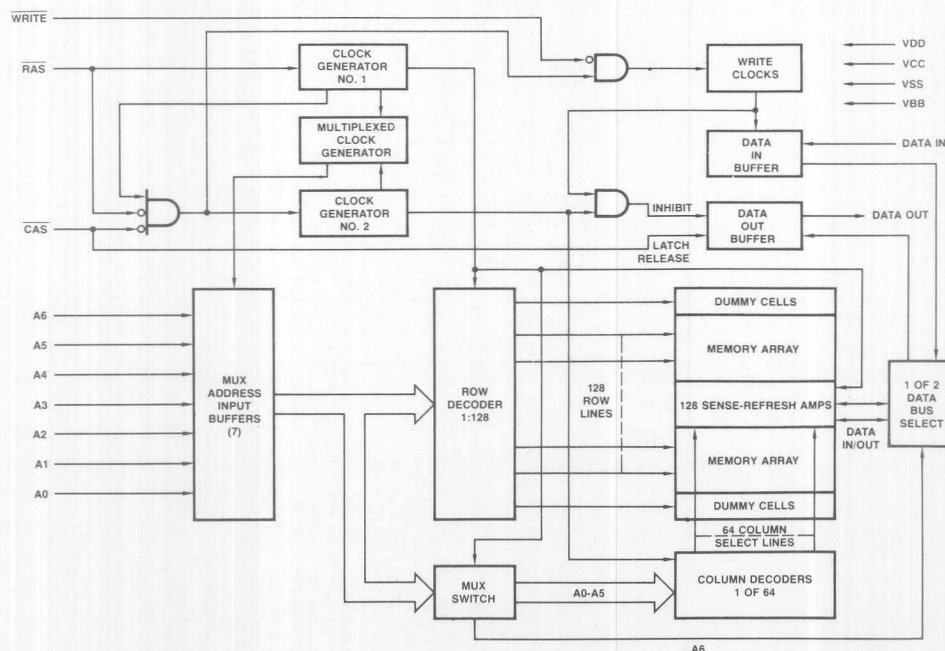 WRITE
VDD
CLOCK
GENERATOR
NO. 1
RAS
WRITE
CLOCKS
VCC
VSS
VBB
MULTIPLEXED
CLOCK
GENERATOR
DATA
IN
BUFFER
DATA IN
CLOCK
GENERATOR
NO. 2
INHIBIT
DATA
OUT
BUFFER
DATA OUT
CAS
LATCH
RELEASE
A6
A5
A4
A3
A2
A1
A0
MUX
ADDRESS
INPUT
BUFFERS
(7)
ROW
DECODER
1:128
128
ROW
LINES
DUMMY CELLS
MEMORY ARRAY
128 SENSE-REFRESH AMPS
MEMORY ARRAY
DUMMY CELLS
DATA
IN/OUT
1 OF 2
DATA
BUS
SELECT
64 COLUMN
SELECT LINES
MUX
SWITCH
A0-A5
COLUMN DECODERS
1 OF 64
A6